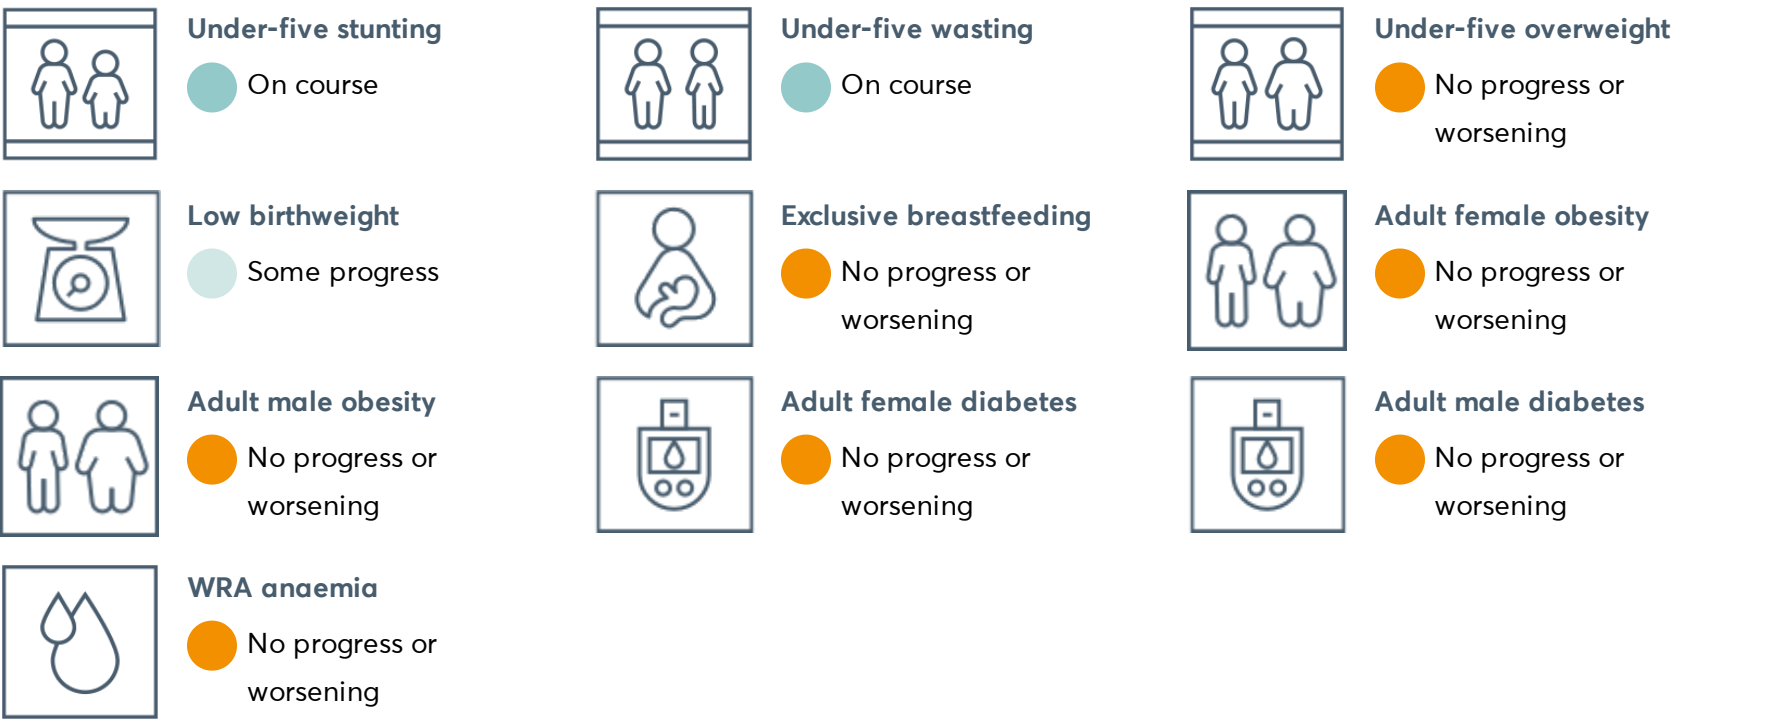 Under-five stunting
On course
Under-five wasting
On course
Under-five overweight
No progress or
worsening
Low birthweight
Some progress
Exclusive breastfeeding
No progress or
worsening
Adult female obesity
No progress or
worsening
Adult male obesity
No progress or
worsening
Adult female diabetes
No progress or
worsening
Adult male diabetes
No progress or
worsening
WRA anaemia
No progress or
worsening